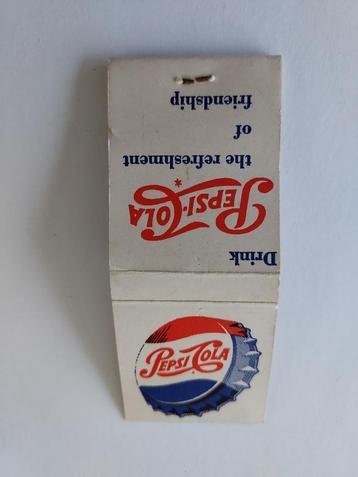 Drink
PEPSI-COLA
the refreshment
of
friendship
PEPSI-COLA